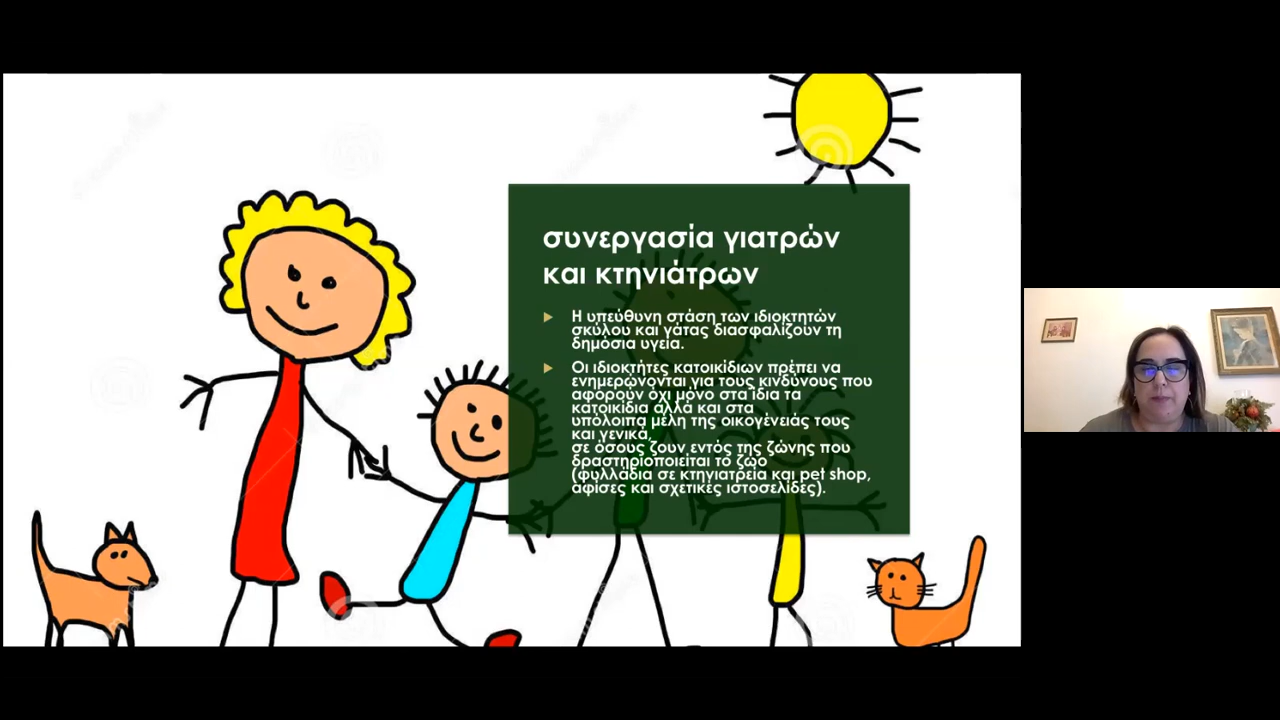 συνεργασία γιατρών
και κτηνιάτρων
Η υπεύθυνη στάση των ιδιοκτητών
σκύλου και γάτας διασφαλίζουν τη
δημόσια υγεία.
Οι ιδιοκτήτες κατοικίδιων πρέπει να
ενημερώνονται για τους κινδύνους που
αφορούν όχι μόνο στα ίδια τα
κατοικίδια αλλά και στα
υπόλοιπα μέλη της οικογένειάς τους
και γενικά,
σε όσους ζουν εντός της ζώνης που
δραστηριοποιείται το ζώο
(φυλλάδια σε κτηνιατρεία και pet shop,
αφίσες και σχετικές ιστοσελίδες).